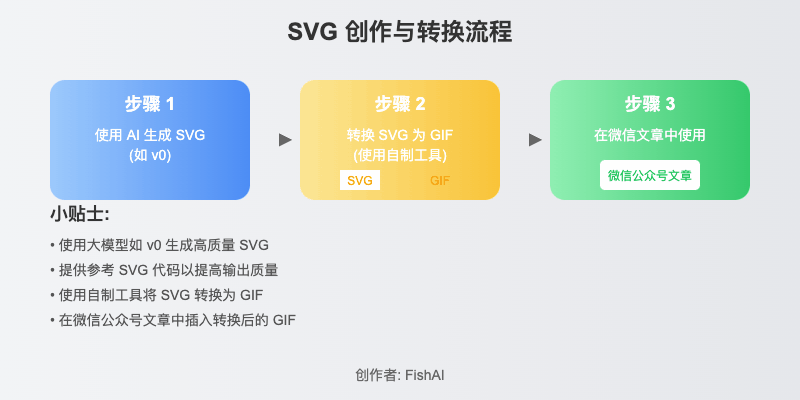 SVG 创作与转换流程
步骤 1
使用 AI 生成 SVG
(如 v0)
步骤 2
转换 SVG 为 GIF
(使用自制工具)
SVG
GIF
步骤 3
在微信文章中使用
微信公众号文章
小贴士:
• 使用大模型如 v0 生成高质量 SVG
• 提供参考 SVG 代码以提高输出质量
• 使用自制工具将 SVG 转换为 GIF
• 在微信公众号文章中插入转换后的 GIF
创作者: FishAI